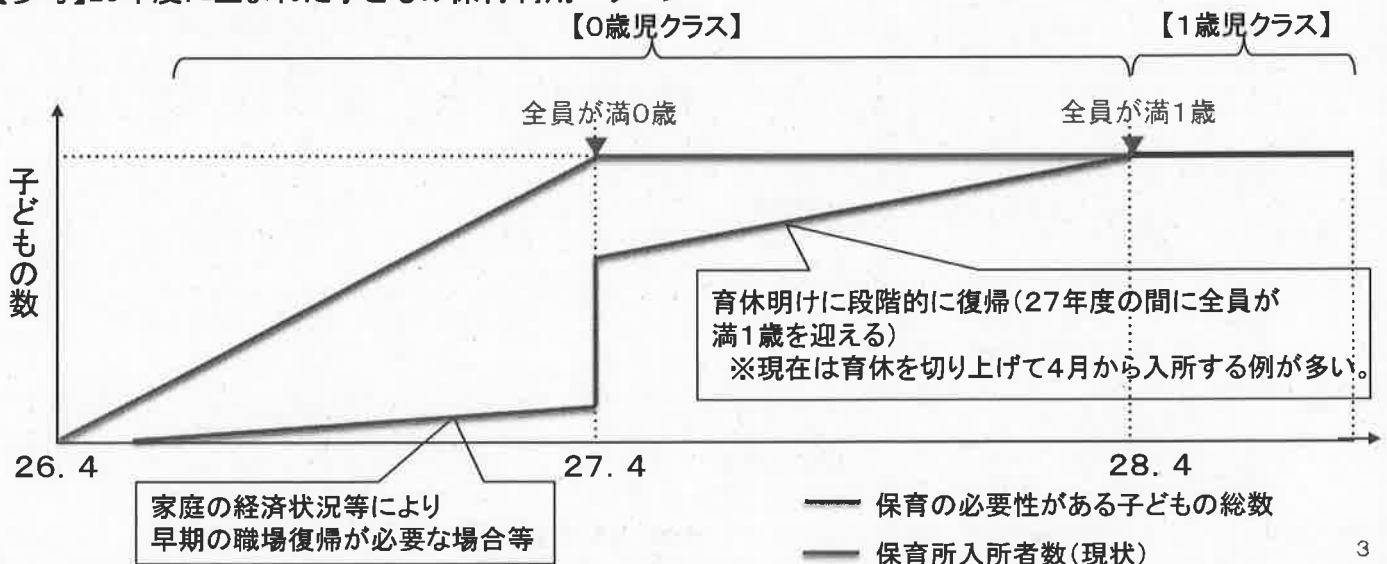 【0歳児クラス】
【1歳児クラス】
全員が満0歳
全員が満1歳
子どもの数
育休明けに段階的に復帰(27年度の間に全員が
満1歳を迎える)
※現在は育休を切り上げて4月から入所する例が多い。
26.4
27.4
28.4
家庭の経済状況等により
早期の職場復帰が必要な場合等
保育の必要性がある子どもの総数
保育所入所者数(現状)
3